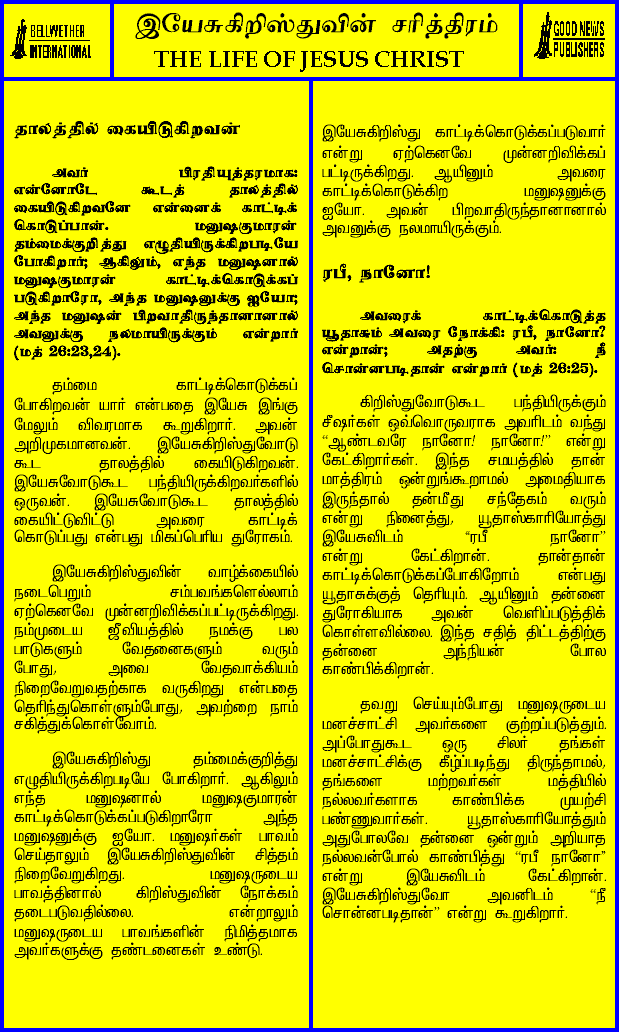 BELLWETHER
INTERNATIONAL
இயேசுகிறிஸ்துவின் சரித்திரம்
THE LIFE OF JESUS CHRIST
GOOD NEWS
PUBLISHERS
தாலத்தில் கையிடுகிறவன்
அவர் பிரதியுத்தரமாக:
என்னோடே கூடத் தாலத்தில்
கையிடுகிறவனே என்னைக் காட்டிக்
கொடுப்பான். மனுஷகுமாரன்
தம்மைக்குறித்து எழுதியிருக்கிறபடியே
போகிறார்; ஆகிலும், எந்த மனுஷனால்
மனுஷகுமாரன் காட்டிக்கொடுக்கப்
படுகிறாரோ, அந்த மனுஷனுக்கு ஐயோ;
அந்த மனுஷன் பிறவாதிருந்தானானால்
அவனுக்கு நலமாயிருக்கும் என்றார்
(மத் 26:23,24).
தம்மை காட்டிக்கொடுக்கப்
போகிறவன் யார் என்பதை இயேசு இங்கு
மேலும் விவரமாக கூறுகிறார். அவன்
அறிமுகமானவன். இயேசுகிறிஸ்துவோடு
கூட தாலத்தில் கையிடுகிறவன்.
இயேசுவோடுகூட பந்தியிருக்கிறவர்களில்
ஒருவன். இயேசுவோடுகூட தாலத்தில்
கையிட்டுவிட்டு அவரை காட்டிக்
கொடுப்பது என்பது மிகப்பெரிய துரோகம்.
இயேசுகிறிஸ்துவின் வாழ்க்கையில்
நடைபெறும் சம்பவங்களெல்லாம்
ஏற்கெனவே முன்னறிவிக்கப்பட்டிருக்கிறது.
நம்முடைய ஜீவியத்தில் நமக்கு பல
பாடுகளும் வேதனைகளும் வரும்
போது, அவை வேதவாக்கியம்
நிறைவேறுவதற்காக வருகிறது என்பதை
தெரிந்துகொள்ளும்போது, அவற்றை நாம்
சகித்துக்கொள்வோம்.
இயேசுகிறிஸ்து தம்மைக்குறித்து
எழுதியிருக்கிறபடியே போகிறார். ஆகிலும்
எந்த மனுஷனால் மனுஷகுமாரன்
காட்டிக்கொடுக்கப்படுகிறாரோ அந்த
மனுஷனுக்கு ஐயோ. மனுஷர்கள் பாவம்
செய்தாலும் இயேசுகிறிஸ்துவின் சித்தம்
நிறைவேறுகிறது. மனுஷருடைய
பாவத்தினால் கிறிஸ்துவின் நோக்கம்
தடைபடுவதில்லை. என்றாலும்
மனுஷருடைய பாவங்களின் நிமித்தமாக
அவர்களுக்கு தண்டனைகள் உண்டு.
இயேசுகிறிஸ்து காட்டிக்கொடுக்கப்படுவார்
என்று ஏற்கெனவே முன்னறிவிக்கப்
பட்டிருக்கிறது. ஆயினும் அவரை
காட்டிக்கொடுக்கிற மனுஷனுக்கு
ஐயோ. அவன் பிறவாதிருந்தானானால்
அவனுக்கு நலமாயிருக்கும்.
ரபீ, நானோ!
அவரைக் காட்டிக்கொடுத்த
யூதாசும் அவரை நோக்கி: ரபீ, நானோ?
என்றான்; அதற்கு அவர்: நீ
சொன்னபடிதான் என்றார் (மத் 26:25).
கிறிஸ்துவோடுகூட பந்தியிருக்கும்
சீஷர்கள் ஒவ்வொருவராக அவரிடம் வந்து
“ஆண்டவரே நானோ! நானோ!” என்று
கேட்கிறார்கள். இந்த சமயத்தில் தான்
மாத்திரம் ஒன்றுங்கூறாமல் அமைதியாக
இருந்தால் தன்மீது சந்தேகம் வரும்
என்று நினைத்து, யூதாஸ்காரியோத்து
இயேசுவிடம் “ரபீ நானோ”
என்று கேட்கிறான். தான்தான்
காட்டிக்கொடுக்கப்போகிறோம் என்பது
யூதாசுக்குத் தெரியும். ஆயினும் தன்னை
துரோகியாக அவன் வெளிப்படுத்திக்
கொள்ளவில்லை. இந்த சதித் திட்டத்திற்கு
தன்னை அந்நியன் போல
காண்பிக்கிறான்.
தவறு செய்யும்போது மனுஷருடைய
மனச்சாட்சி அவர்களை குற்றப்படுத்தும்.
அப்போதுகூட ஒரு சிலர் தங்கள்
மனச்சாட்சிக்கு கீழ்ப்படிந்து திருந்தாமல்,
தங்களை மற்றவர்கள் மத்தியில்
நல்லவர்களாக காண்பிக்க முயற்சி
பண்ணுவார்கள். யூதாஸ்காரியோத்தும்
அதுபோலவே தன்னை ஒன்றும் அறியாத
நல்லவன்போல் காண்பித்து “ரபீ நானோ”
என்று இயேசுவிடம் கேட்கிறான்.
இயேசுகிறிஸ்துவோ அவனிடம் “நீ
சொன்னபடிதான்” என்று கூறுகிறார்.